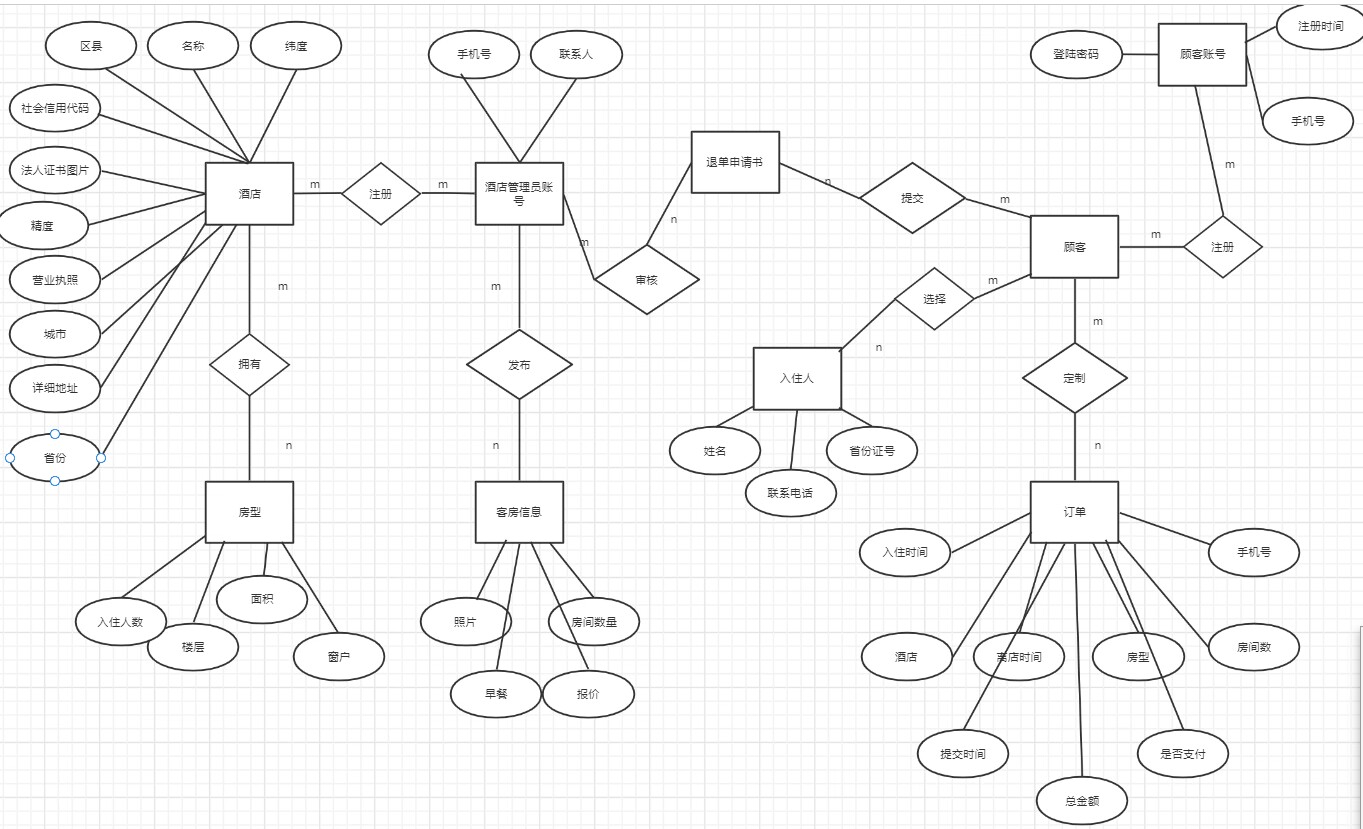 区县
名称
纬度
手机号
联系人
登陆密码
顾客账号
注册时间
社会信用代码
手机号
法人证书图片
酒店
m
注册
m
酒店管理员账
号
退单申请书
n
提交
m
m
精度
n
m
顾客
m
注册
营业执照
m
m
审核
选择
m
城市
m
拥有
发布
n
入住人
定制
详细地址
省份
n
n
姓名
联系电话
省份证号
n
房型
客房信息
订单
入住时间
手机号
入住人数
楼层
面积
窗户
照片
房间数量
早餐
报价
酒店
离店时间
房型
房间数
提交时间
是否支付
总金额